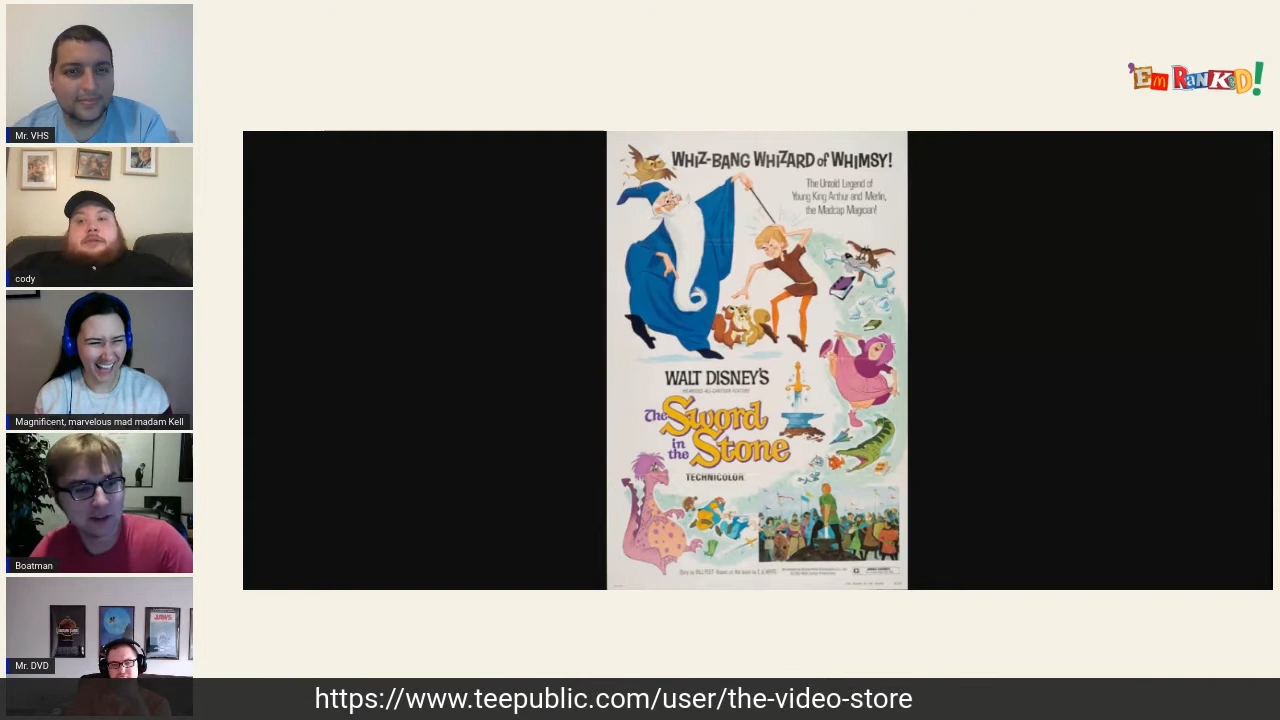 Mr. VHS
cody
Magnificent, marvelous mad madam Kell
Boatman
Mr. DVD
JAWS
'Em RanKeD!
WHIZ-BANG WHIZARD of WHIMSY!
The Untold Legend of
Young King Arthur and Merlin,
the Madcap Magician!
WALT DISNEY'S
The Sword
in the Stone
TECHNICOLOR
https://www.teepublic.com/user/the-video-store